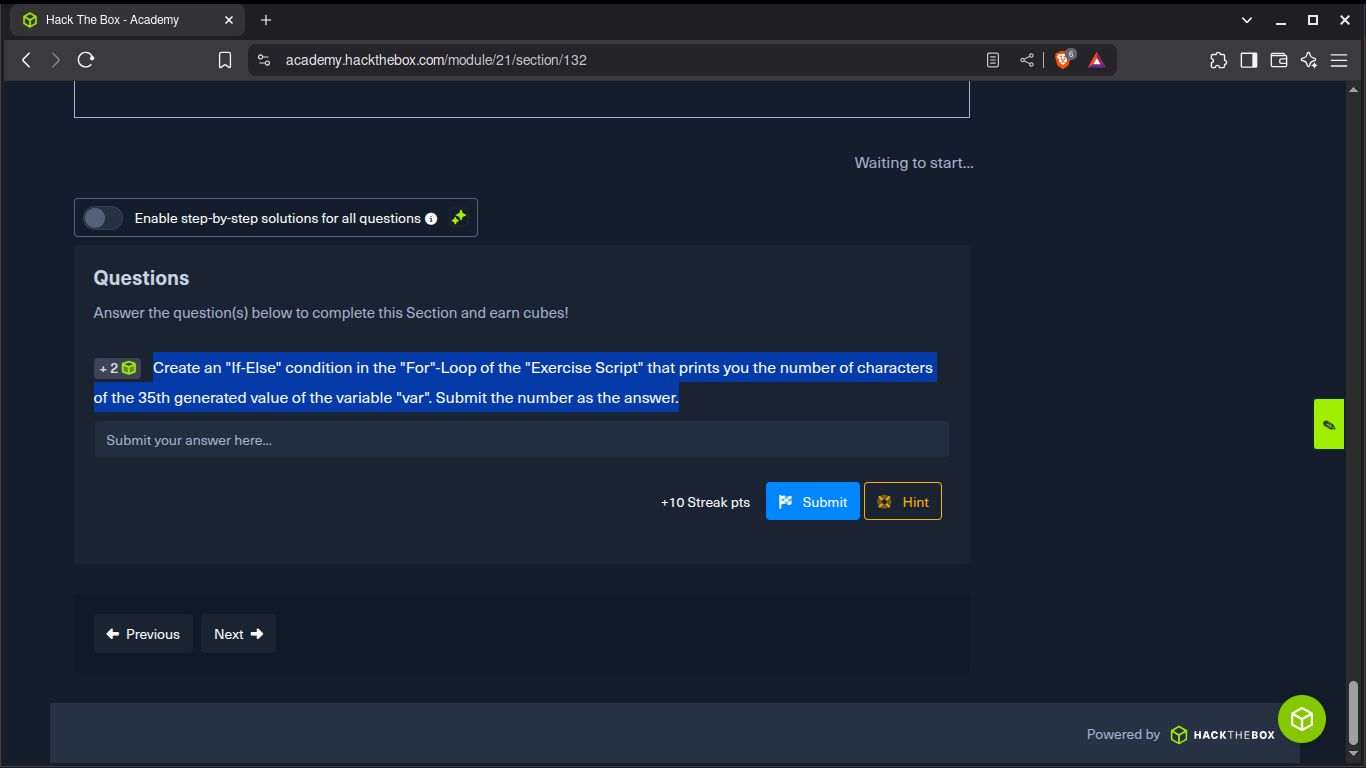 Hack The Box - Academy
academy.hackthebox.com/module/21/section/132
6
Waiting to start...
Enable step-by-step solutions for all questions
Questions
Answer the question(s) below to complete this Section and earn cubes!
+ 2 Create an "If-Else" condition in the "For"-Loop of the "Exercise Script" that prints you the number of characters
of the 35th generated value of the variable "var". Submit the number as the answer.
Submit your answer here...
+10 Streak pts Submit Hint
Previous Next
Powered by HACKTHEBOX